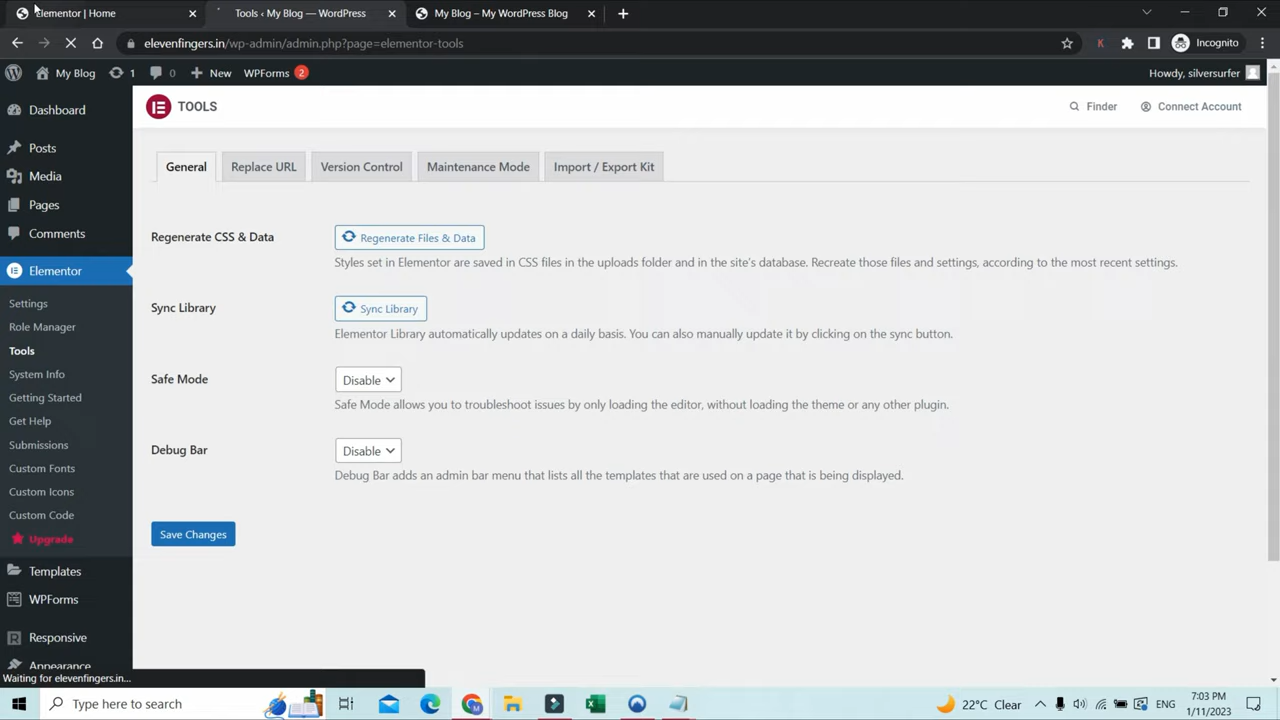 Elementor | Home
Tools ‹ My Blog — WordPress
My Blog – My WordPress Blog
elevenfingers.in/wp-admin/admin.php?page=elementor-tools
Incognito
My Blog
1
0
New
WPForms 2
Howdy, silversurfer
Dashboard
Posts
Media
Pages
Comments
Elementor
Settings
Role Manager
Tools
System Info
Getting Started
Get Help
Submissions
Custom Fonts
Custom Icons
Custom Code
Upgrade
Templates
WPForms
Responsive
Appearance
TOOLS
Finder
Connect Account
General
Replace URL
Version Control
Maintenance Mode
Import / Export Kit
Regenerate CSS & Data
Regenerate Files & Data
Styles set in Elementor are saved in CSS files in the uploads folder and in the site's database. Recreate those files and settings, according to the most recent settings.
Sync Library
Sync Library
Elementor Library automatically updates on a daily basis. You can also manually update it by clicking on the sync button.
Safe Mode
Disable
Safe Mode allows you to troubleshoot issues by only loading the editor, without loading the theme or any other plugin.
Debug Bar
Disable
Debug Bar adds an admin bar menu that lists all the templates that are used on a page that is being displayed.
Save Changes
Waiting for elevenfingers.in...
Type here to search
22°C Clear
ENG
7:03 PM
1/11/2023